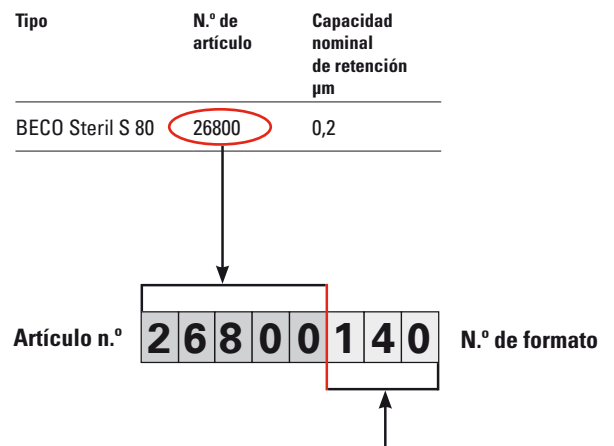 Tipo
N.º de
artículo
Capacidad
nominal
de retención
µm
BECO Steril S 80 26800 0,2
Artículo n.º 26800140 N.º de formato